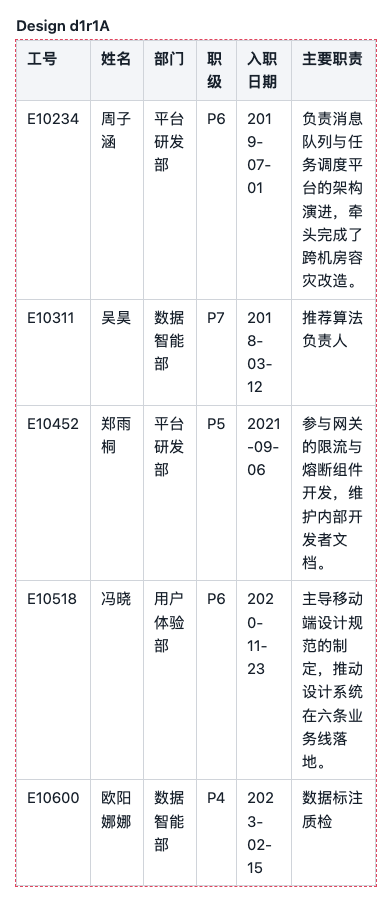 Design d1r1A
工号 姓名 部门 职级 入职日期 主要职责
E10234 周子涵 平台研发部 P6 2019-07-01 负责消息队列与任务调度平台的架构演进，牵头完成了跨机房容灾改造。
E10311 吴昊 数据智能部 P7 2018-03-12 推荐算法负责人
E10452 郑雨桐 平台研发部 P5 2021-09-06 参与网关的限流与熔断组件开发，维护内部开发者文档。
E10518 冯晓 用户体验部 P6 2020-11-23 主导移动端设计规范的制定，推动设计系统在六条业务线落地。
E10600 欧阳娜娜 数据智能部 P4 2023-02-15 数据标注质检